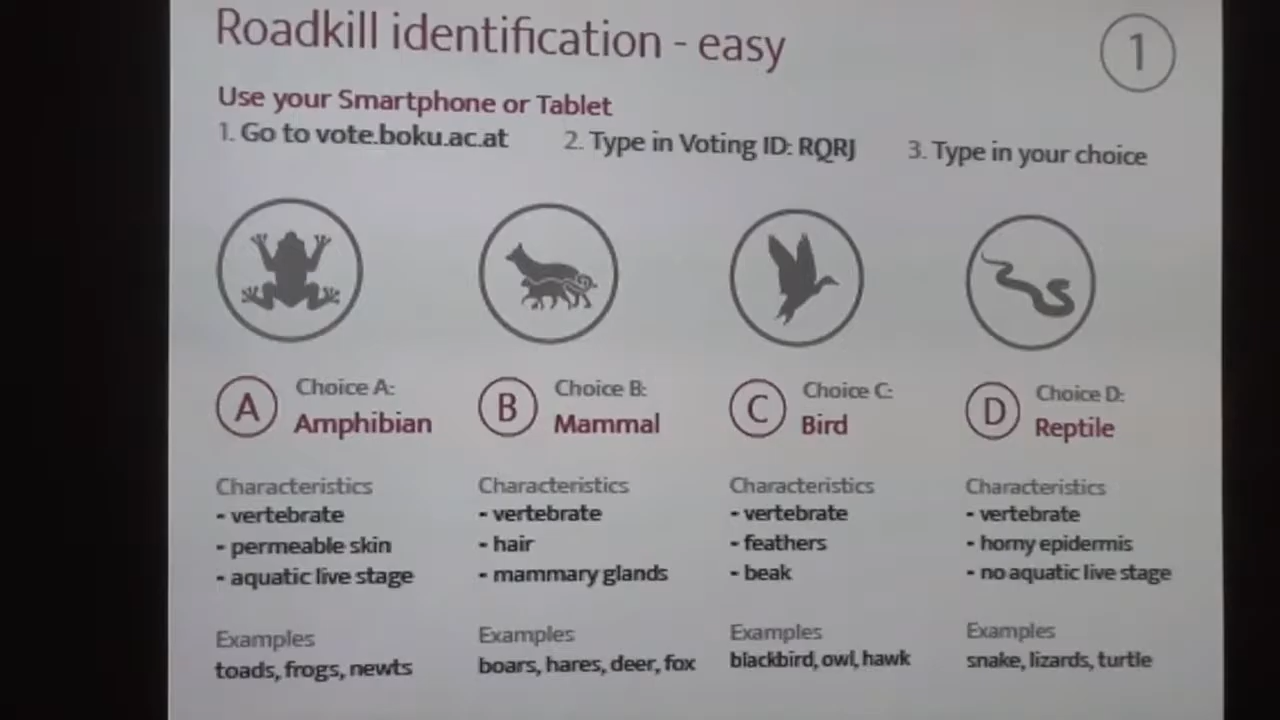 Roadkill identification - easy
1
Use your Smartphone or Tablet
1. Go to vote.boku.ac.at 2. Type in Voting ID: RQRJ 3. Type in your choice
A Choice A: Amphibian
B Choice B: Mammal
C Choice C: Bird
D Choice D: Reptile
Characteristics
- vertebrate
- permeable skin
- aquatic live stage
Characteristics
- vertebrate
- hair
- mammary glands
Characteristics
- vertebrate
- feathers
- beak
Characteristics
- vertebrate
- horny epidermis
- no aquatic live stage
Examples
toads, frogs, newts
Examples
boars, hares, deer, fox
Examples
blackbird, owl, hawk
Examples
snake, lizards, turtle